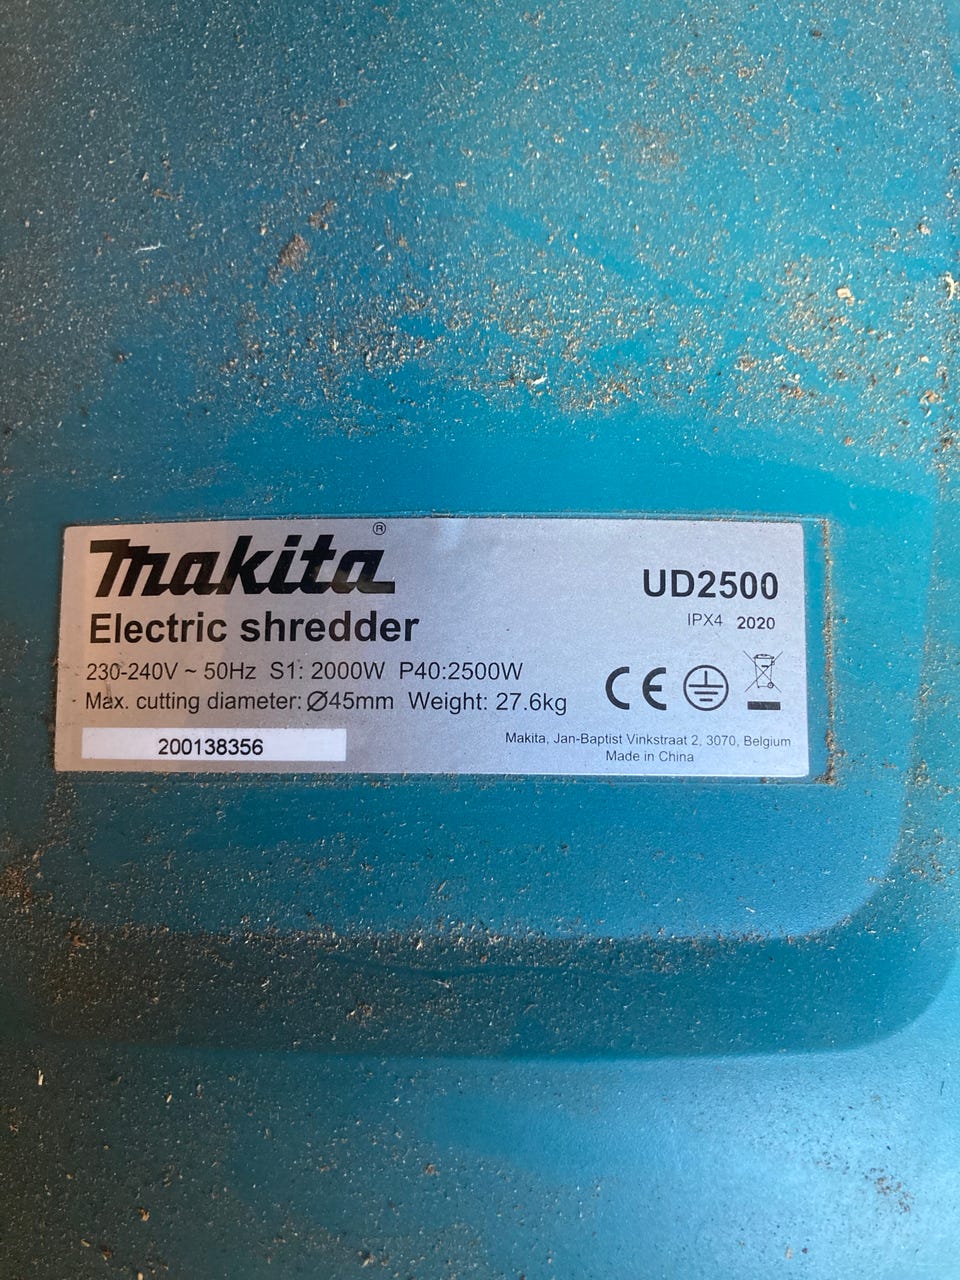 makita®
UD2500
Electric shredder
IPX4 2020
230-240V ~ 50Hz S1: 2000W P40:2500W
Max. cutting diameter: Ø45mm Weight: 27.6kg
CE
200138356
Makita, Jan-Baptist Vinkstraat 2, 3070, Belgium
Made in China